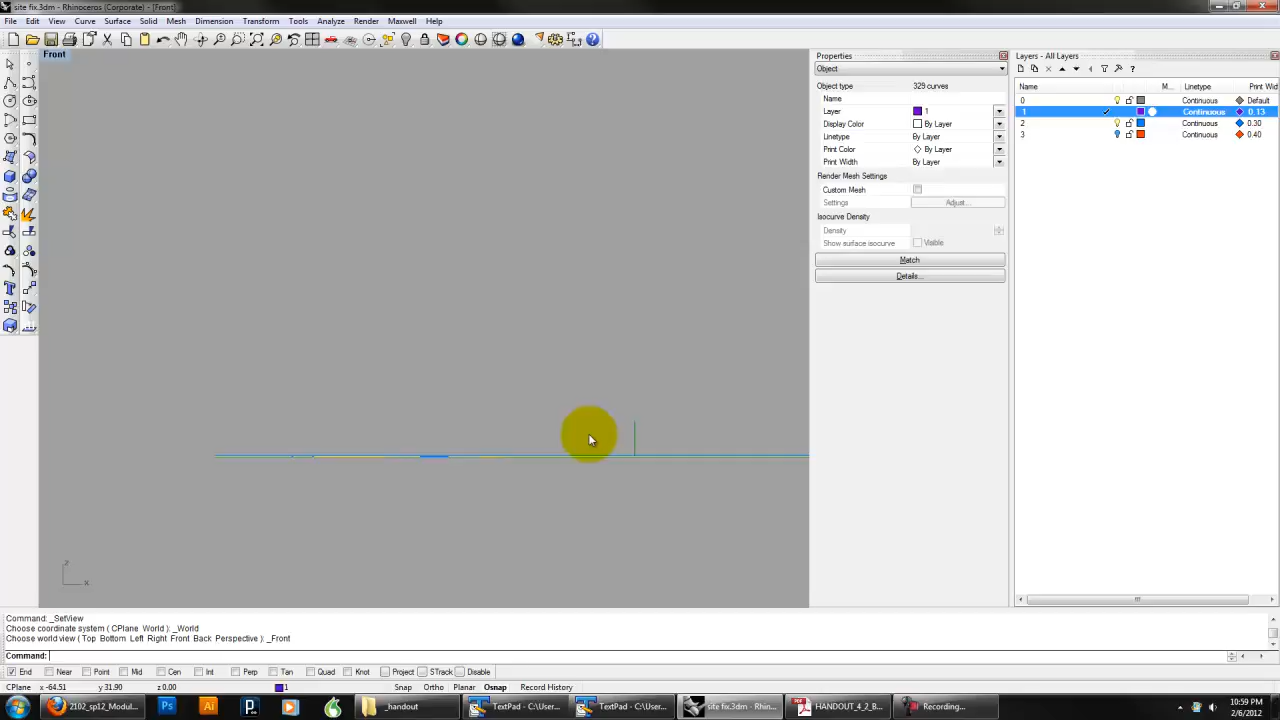 site fix.3dm - Rhinoceros (Corporate) - [Front]
File Edit View Curve Surface Solid Mesh Dimension Transform Tools Analyze Render Maxwell Help
Front
Properties
Object
Object type 329 curves
Name
Layer 1
Display Color By Layer
Linetype By Layer
Print Color By Layer
Print Width By Layer
Render Mesh Settings
Custom Mesh
Settings Adjust...
Isocurve Density
Density
Show surface isocurve Visible
Match
Details...
Layers - All Layers
Name M... Linetype Print Wid
0 Continuous Default
1 Continuous 0.13
2 Continuous 0.30
3 Continuous 0.40
z
x
Command: _SetView
Choose coordinate system ( CPlane World ): _World
Choose world view ( Top Bottom Left Right Front Back Perspective ): _Front
Command:
End Near Point Mid Cen Int Perp Tan Quad Knot Project STrack Disable
CPlane x -64.51 y 31.90 z 0.00 1 Snap Ortho Planar Osnap Record History
2102_sp12_Modul... Ps Ai _handout TextPad - C:\User... TextPad - C:\Use... site fix.3dm - Rhin... HANDOUT_4_2_B... Recording...
10:59 PM
2/6/2012